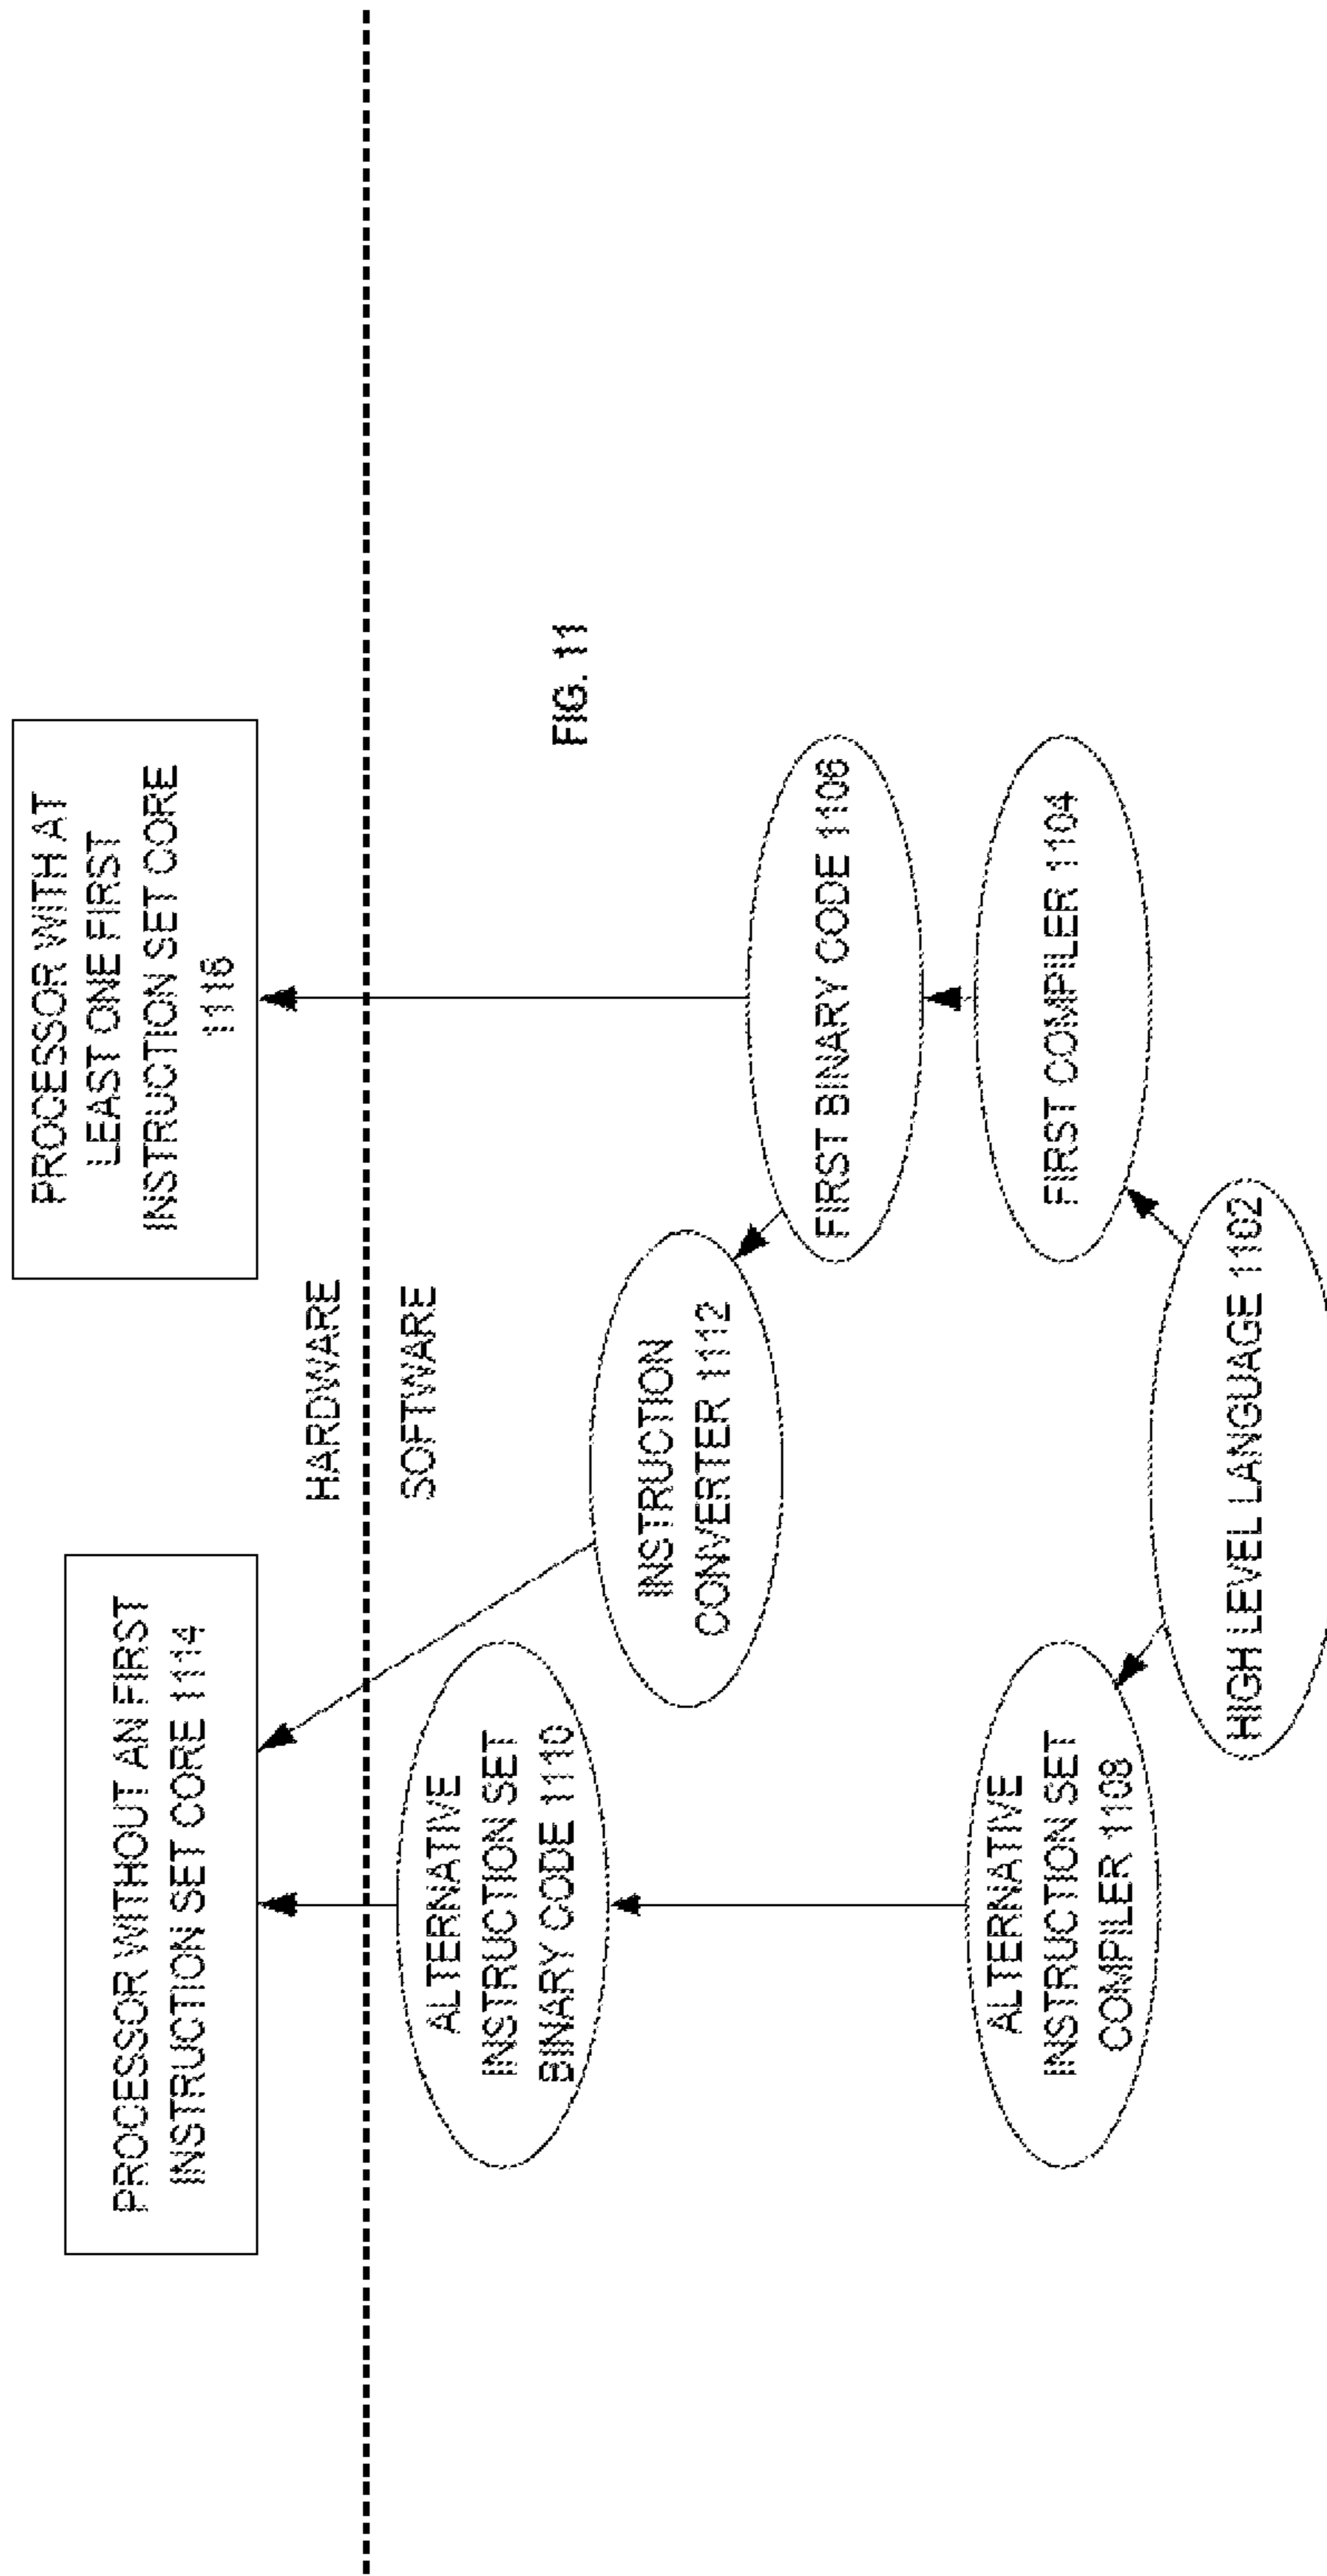 PROCESSOR WITHOUT AN FIRST
INSTRUCTION SET CORE 1114
PROCESSOR WITH AT
LEAST ONE FIRST
INSTRUCTION SET CORE
1116
HARDWARE
SOFTWARE
ALTERNATIVE
INSTRUCTION SET
BINARY CODE 1110
INSTRUCTION
CONVERTER 1112
FIG. 11
FIRST BINARY CODE 1106
ALTERNATIVE
INSTRUCTION SET
COMPILER 1108
FIRST COMPILER 1104
HIGH LEVEL LANGUAGE 1102